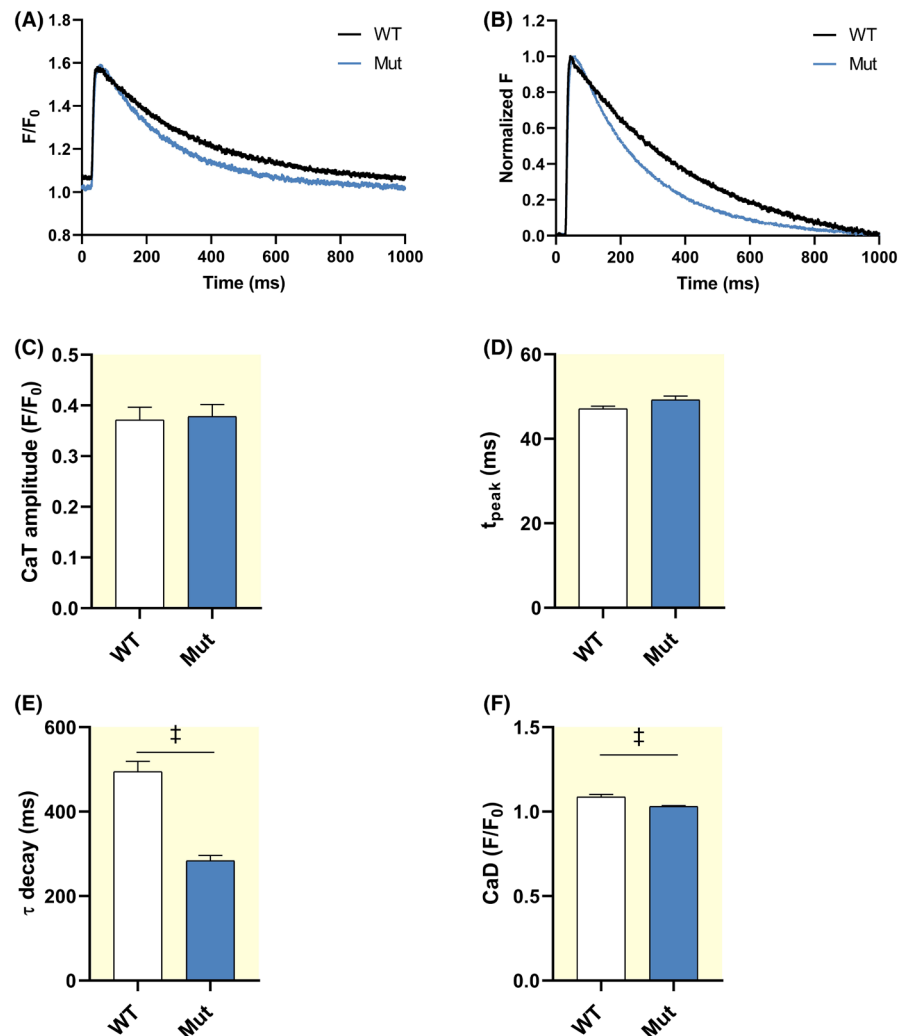 (A)
1.8
1.6
1.4
1.2
1.0
0.8
F/F0
0
200
400
600
800
1000
Time (ms)
WT
Mut
(B)
1.2
1.0
0.8
0.6
0.4
0.2
0.0
Normalized F
0
200
400
600
800
1000
Time (ms)
WT
Mut
(C)
0.5
0.4
0.3
0.2
0.1
0.0
CaT amplitude (F/F0)
WT
Mut
(D)
60
40
20
0
tpeak (ms)
WT
Mut
(E)
600
400
200
0
τ decay (ms)
‡
WT
Mut
(F)
1.5
1.0
0.5
0.0
CaD (F/F0)
‡
WT
Mut